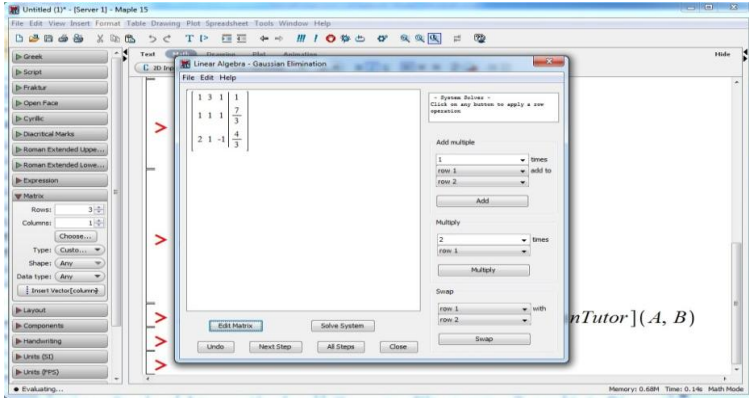 Untitled (1)* - [Server 1] - Maple 15
File Edit View Insert Format Table Drawing Plot Spreadsheet Tools Window Help
Greek
Script
Fraktur
Open Face
Cyrillic
Diacritical Marks
Roman Extended Uppe...
Roman Extended Lowe...
Expression
Matrix
Rows: 3
Columns: 1
Choose...
Type: Custo...
Shape: Any
Data type: Any
Insert Vector[column]
Layout
Components
Handwriting
Units (SI)
Units (FPS)
Evaluating...
Text Math Drawing Plot Animation
Hide
C 2D Inp
Linear Algebra - Gaussian Elimination
File Edit Help
1 3 1 | 1
1 1 1 | 7/3
2 1 -1 | 4/3
- System Solver -
Click on any button to apply a row
operation
Add multiple
1 times
row 1 add to
row 2
Add
Multiply
2 times
row 1
Multiply
Swap
row 1 with
row 2
Swap
Edit Matrix Solve System
Undo Next Step All Steps Close
nTutor](A, B)
Memory: 0.68M Time: 0.14s Math Mode